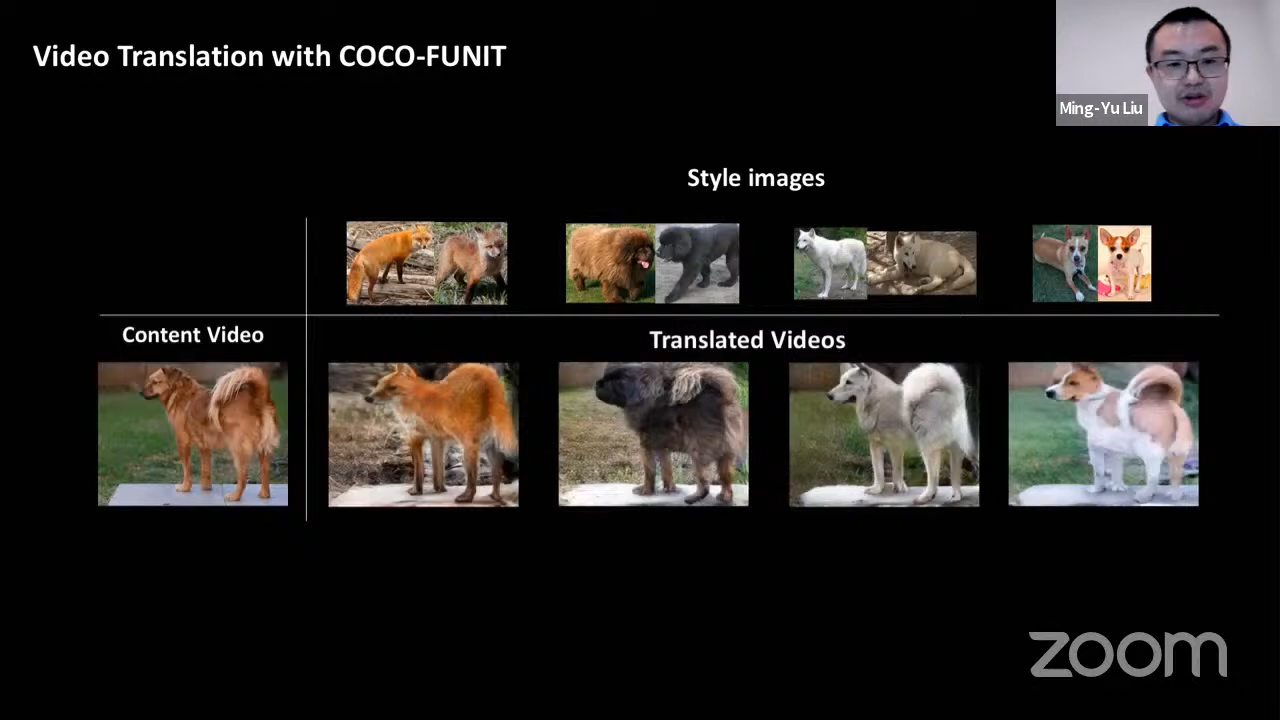 Video Translation with COCO-FUNIT
Ming-Yu Liu
Style images
Content Video
Translated Videos
zoom